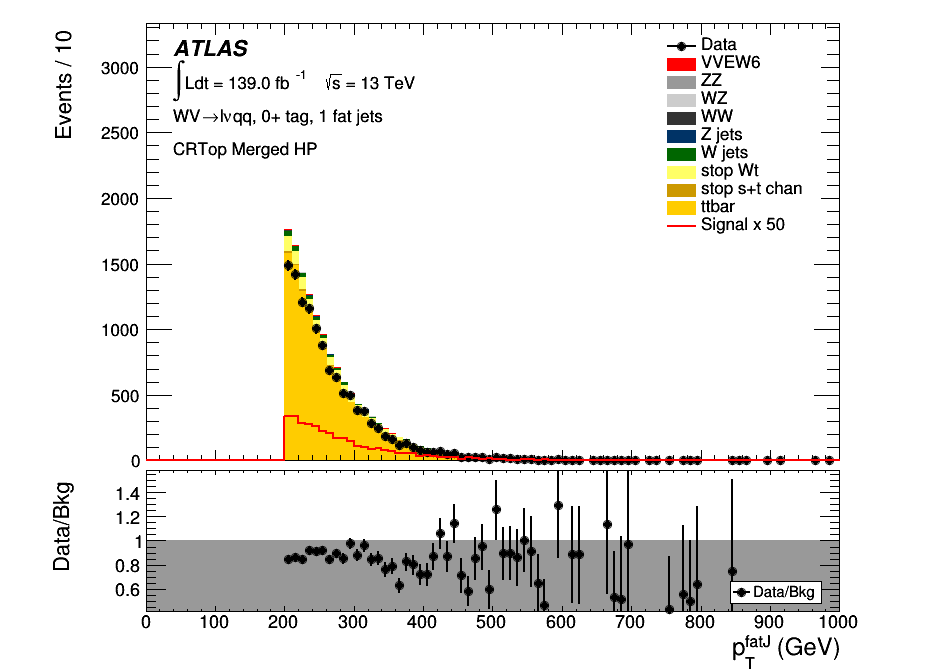 Events / 10
3000
2500
2000
1500
1000
500
0
ATLAS
∫Ldt = 139.0 fb⁻¹ √s = 13 TeV
WV→lνqq, 0+ tag, 1 fat jets
CRTop Merged HP
Data
VVEW6
ZZ
WZ
WW
Z jets
W jets
stop Wt
stop s+t chan
ttbar
Signal x 50
Data/Bkg
1.4
1.2
1
0.8
0.6
Data/Bkg
0 100 200 300 400 500 600 700 800 900 1000
p_T^fatJ (GeV)